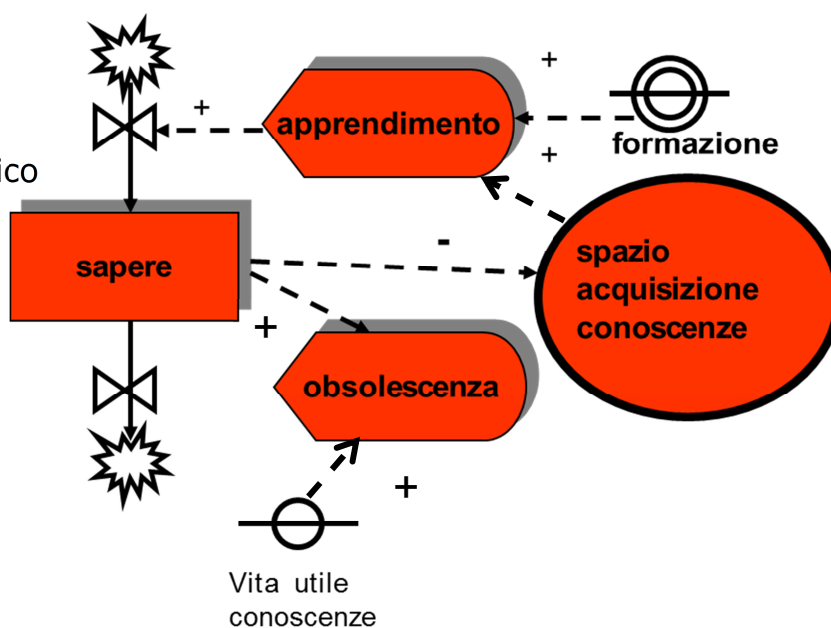 +
+
apprendimento
formazione
+
ico
sapere
-
spazio
acquisizione
conoscenze
+
obsolescenza
+
Vita utile
conoscenze